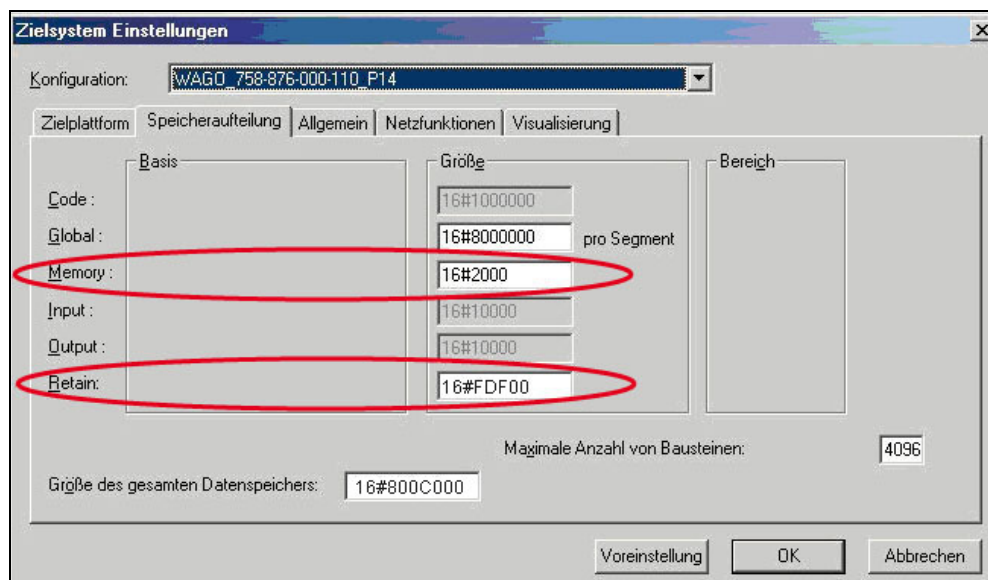 Zielsystem Einstellungen
Konfiguration: WAGO_758-876-000-110_P14
Zielplattform Speicheraufteilung Allgemein Netzfunktionen Visualisierung
Basis Größe Bereich
Code : 16#1000000
Global : 16#8000000 pro Segment
Memory : 16#2000
Input : 16#10000
Output : 16#10000
Retain: 16#FDF00
Maximale Anzahl von Bausteinen: 4096
Größe des gesamten Datenspeichers: 16#800C000
Voreinstellung OK Abbrechen